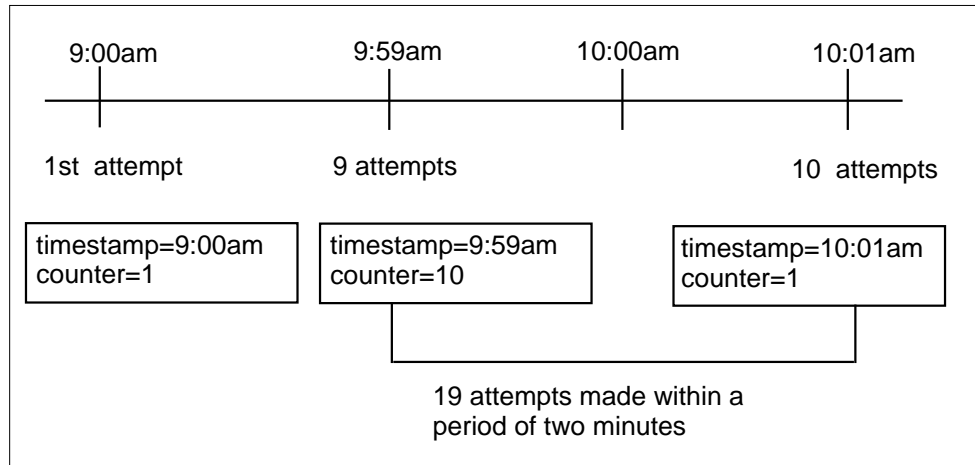 9:00am
9:59am
10:00am
10:01am
1st attempt
9 attempts
10 attempts
timestamp=9:00am
counter=1
timestamp=9:59am
counter=10
timestamp=10:01am
counter=1
19 attempts made within a
period of two minutes